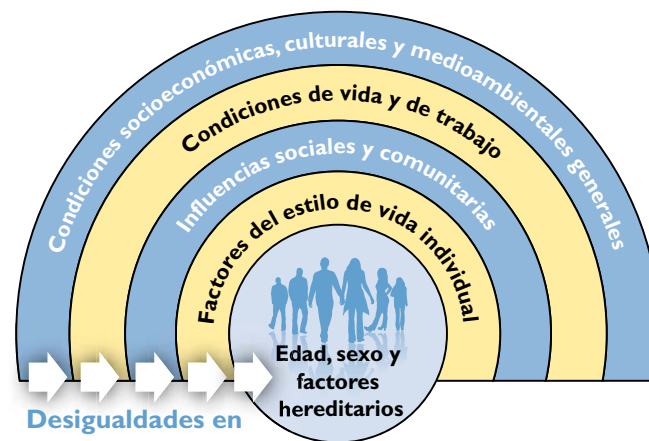 Condiciones socioeconómicas, culturales y medioambientales generales
Condiciones de vida y de trabajo
Influencias sociales y comunitarias
Factores del estilo de vida individual
Edad, sexo y
factores
hereditarios
Desigualdades en